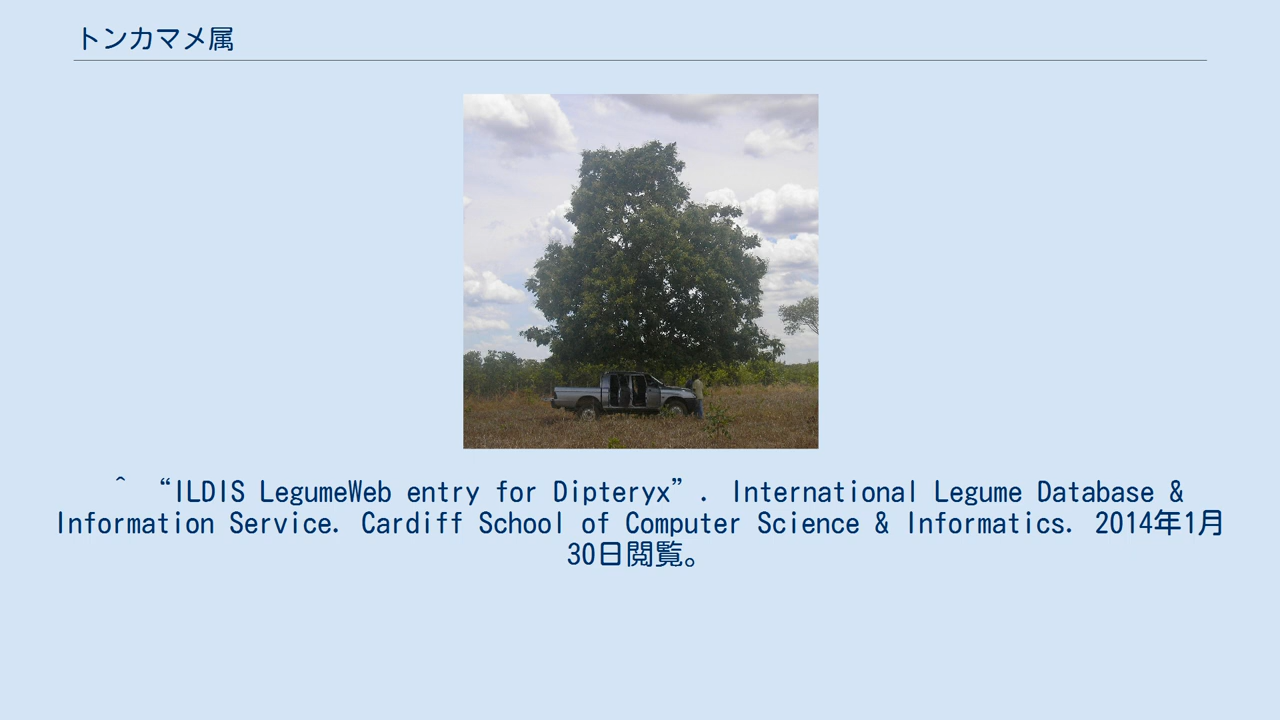 トンカマメ属
^ “ILDIS LegumeWeb entry for Dipteryx”. International Legume Database &
Information Service. Cardiff School of Computer Science & Informatics. 2014年1月
30日閲覧。